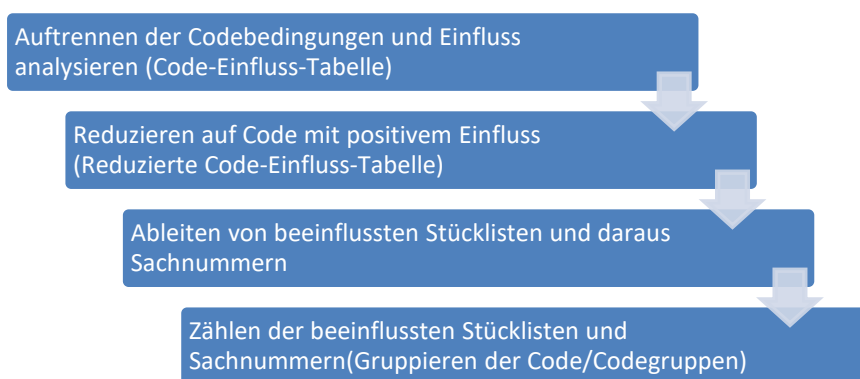 Auftrennen der Codebedingungen und Einfluss
analysieren (Code-Einfluss-Tabelle)
Reduzieren auf Code mit positivem Einfluss
(Reduzierte Code-Einfluss-Tabelle)
Ableiten von beeinflussten Stücklisten und daraus
Sachnummern
Zählen der beeinflussten Stücklisten und
Sachnummern(Gruppieren der Code/Codegruppen)